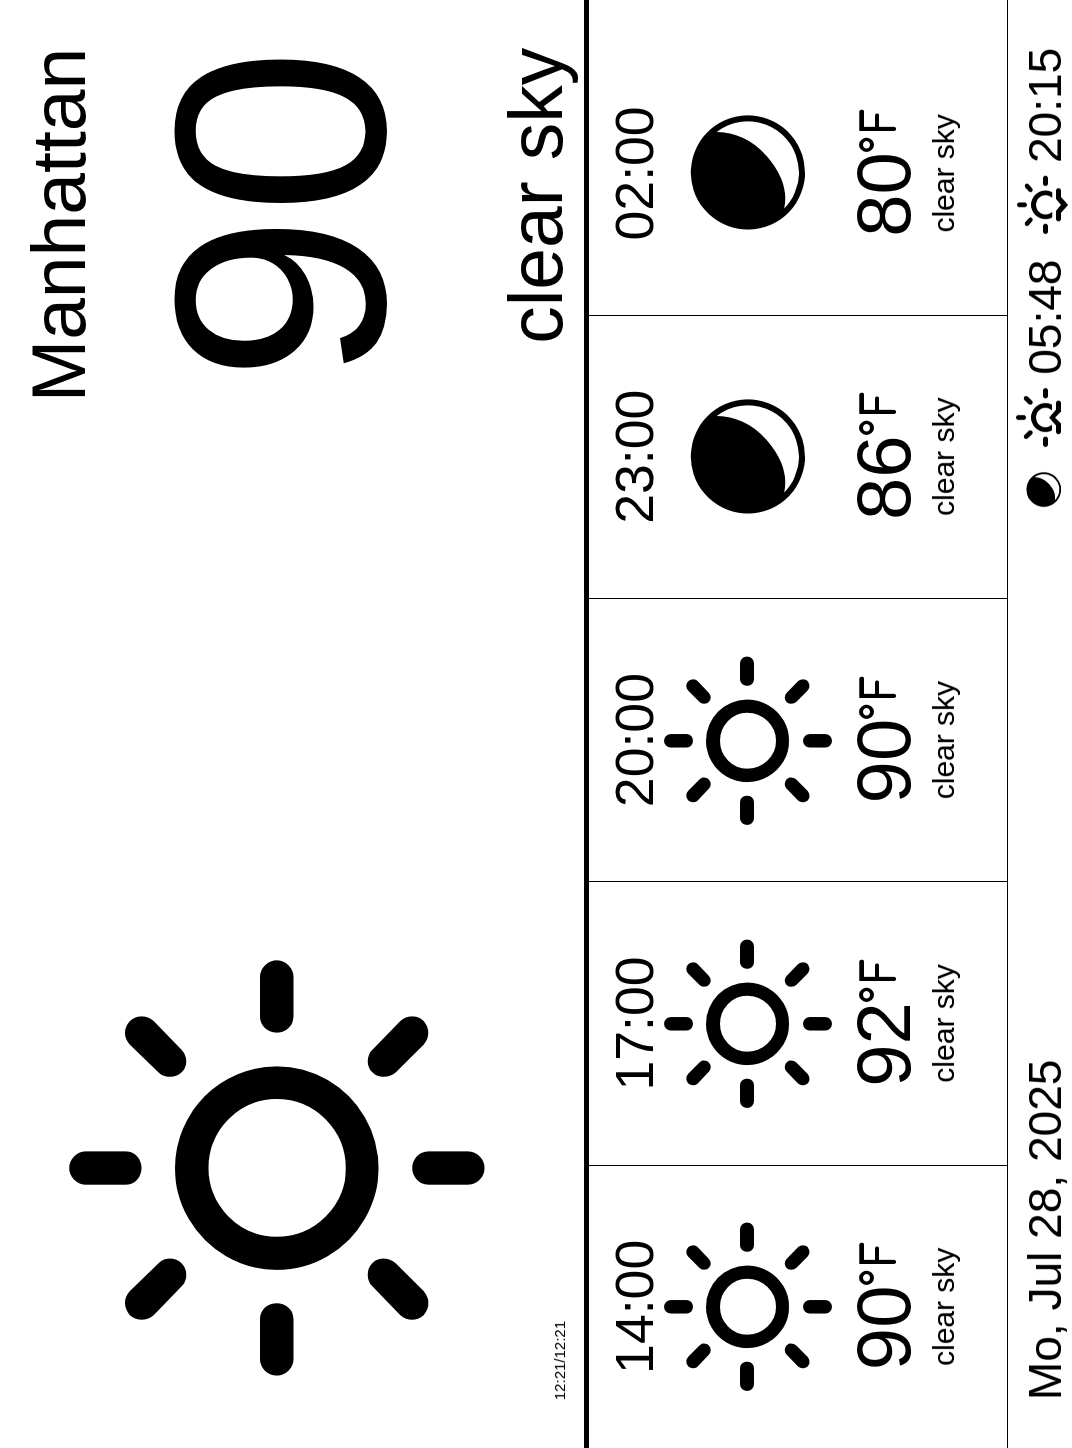 Manhattan
90
clear sky
12:21/12:21
14:00 17:00 20:00 23:00 02:00
90°F 92°F 90°F 86°F 80°F
clear sky clear sky clear sky clear sky clear sky
Mo, Jul 28, 2025 05:48 20:15